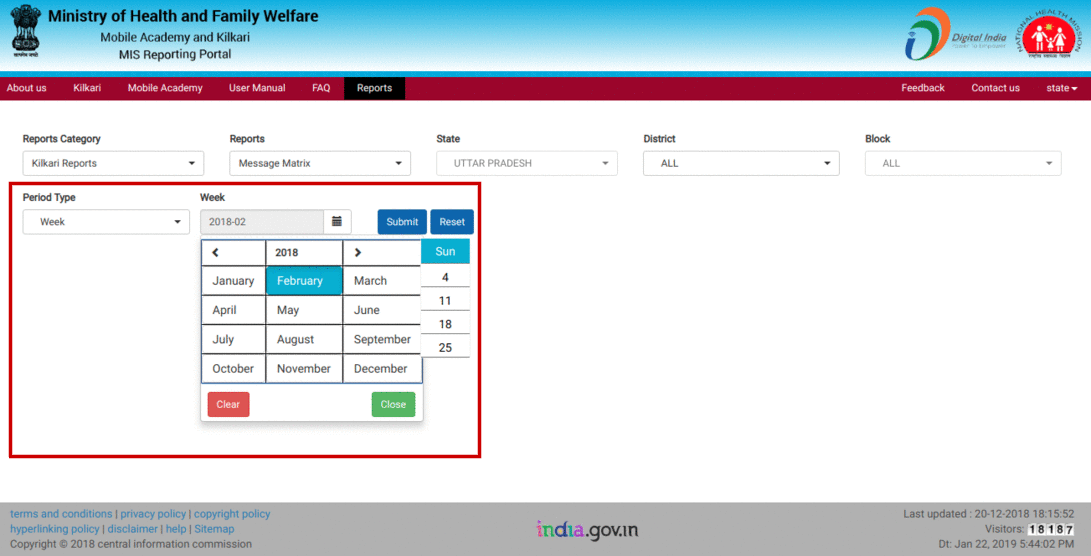 Ministry of Health and Family Welfare
Mobile Academy and Kilkari
MIS Reporting Portal
Digital India
Power To Empower
NATIONAL HEALTH MISSION
About us Kilkari Mobile Academy User Manual FAQ Reports Feedback Contact us state
Reports Category Reports State District Block
Kilkari Reports Message Matrix UTTAR PRADESH ALL ALL
Period Type Week
Week 2018-02 Submit Reset
2018 Sun
January February March 4
April May June 11
July August September 18
October November December 25
Clear Close
terms and conditions | privacy policy | copyright policy
hyperlinking policy | disclaimer | help | Sitemap
Copyright © 2018 central information commission
india.gov.in
Last updated : 20-12-2018 18:15:52
Visitors: 18187
Dt: Jan 22, 2019 5:44:02 PM